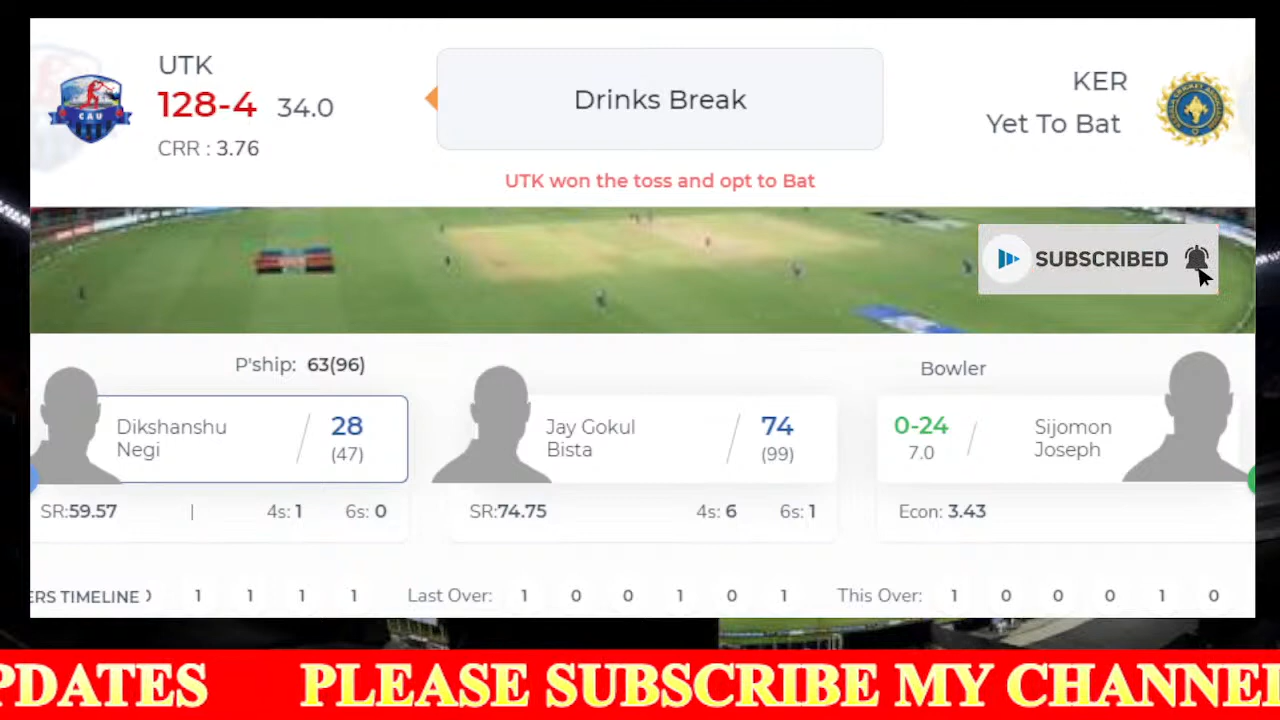 UTK
128-4 34.0
CRR : 3.76
CAU
Drinks Break
UTK won the toss and opt to Bat
KER
Yet To Bat
SUBSCRIBED
P'ship: 63(96)
Dikshanshu
Negi
28
(47)
SR:59.57 | 4s: 1 6s: 0
Jay Gokul
Bista
74
(99)
SR:74.75 4s: 6 6s: 1
Bowler
0-24
7.0
Sijomon
Joseph
Econ: 3.43
ERS TIMELINE ) 1 1 1 1 Last Over: 1 0 0 1 0 1 This Over: 1 0 0 0 1 0
PDATES PLEASE SUBSCRIBE MY CHANNEL